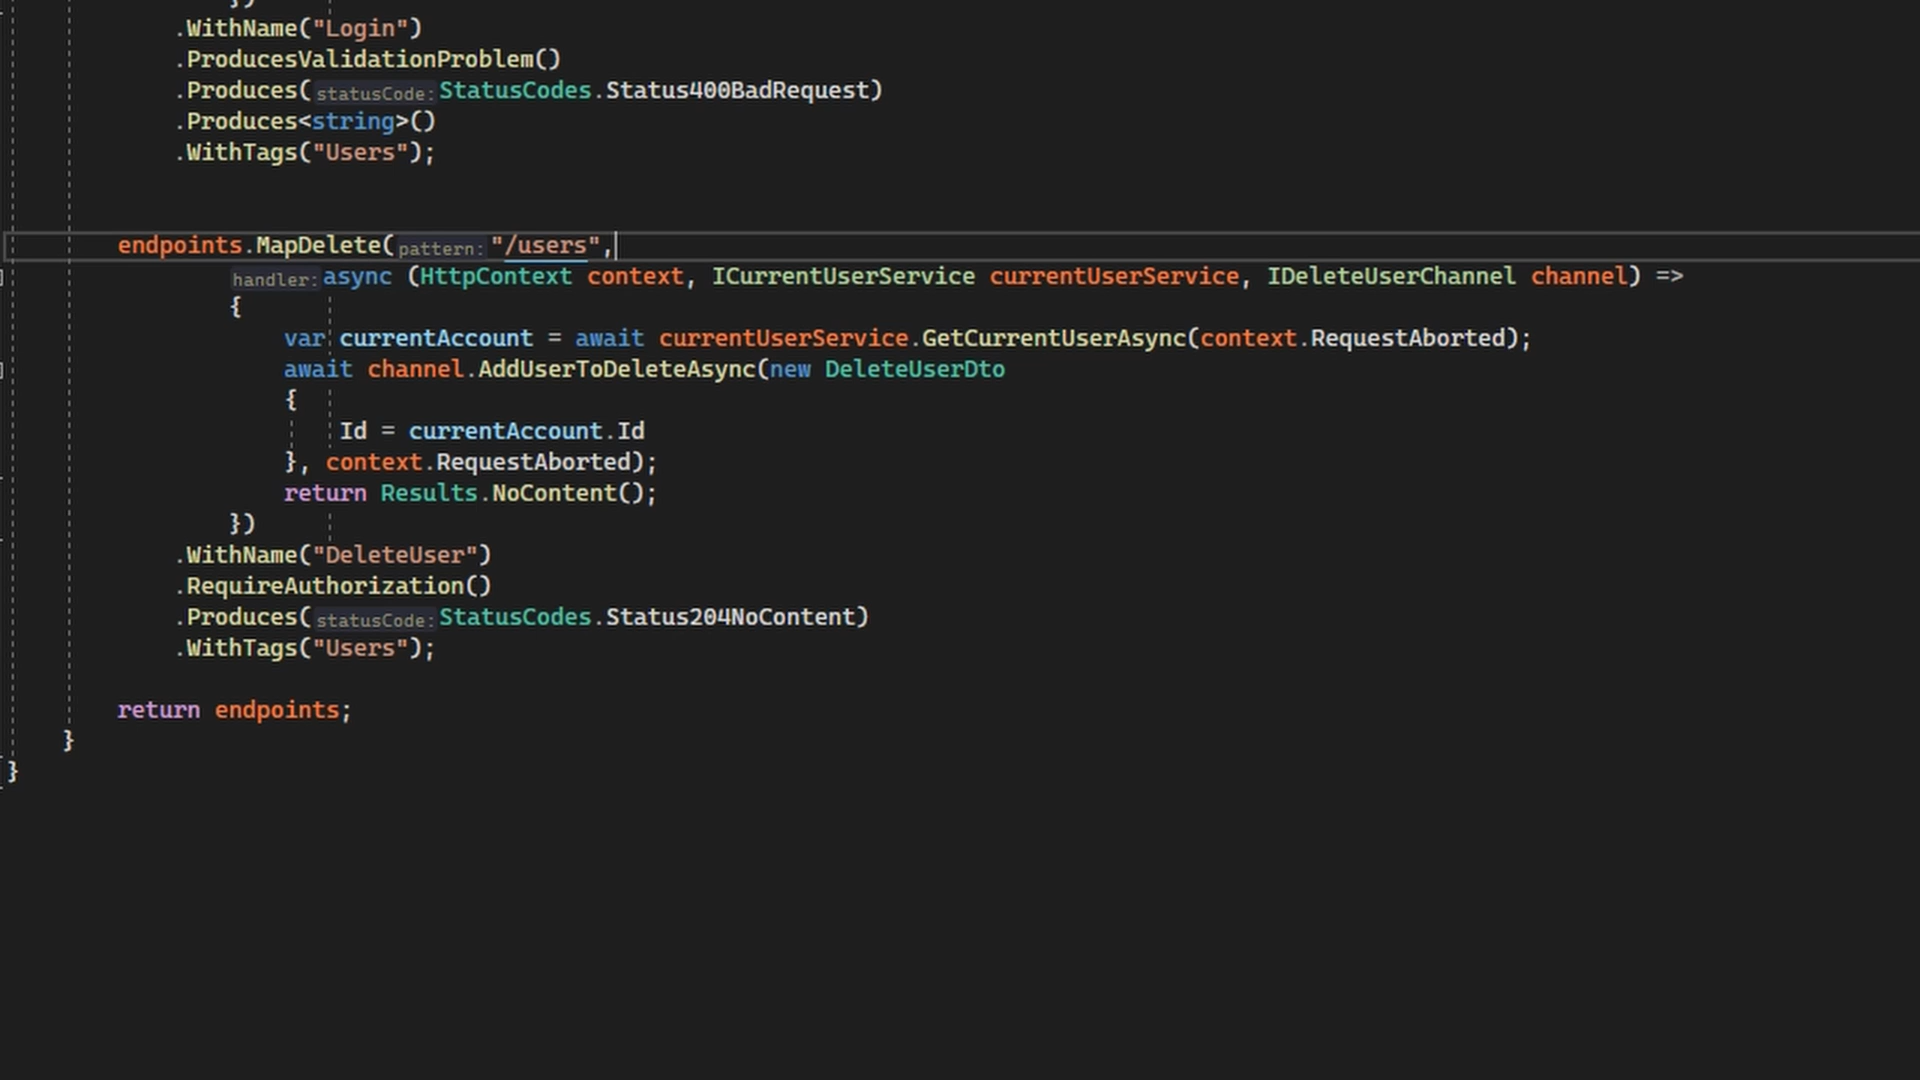 })
.WithName("Login")
.ProducesValidationProblem()
.Produces(statusCode:StatusCodes.Status400BadRequest)
.Produces<string>()
.WithTags("Users");
endpoints.MapDelete(pattern:"/users",
handler:async (HttpContext context, ICurrentUserService currentUserService, IDeleteUserChannel channel) =>
{
var currentAccount = await currentUserService.GetCurrentUserAsync(context.RequestAborted);
await channel.AddUserToDeleteAsync(new DeleteUserDto
{
Id = currentAccount.Id
}, context.RequestAborted);
return Results.NoContent();
})
.WithName("DeleteUser")
.RequireAuthorization()
.Produces(statusCode:StatusCodes.Status204NoContent)
.WithTags("Users");
return endpoints;
}
}